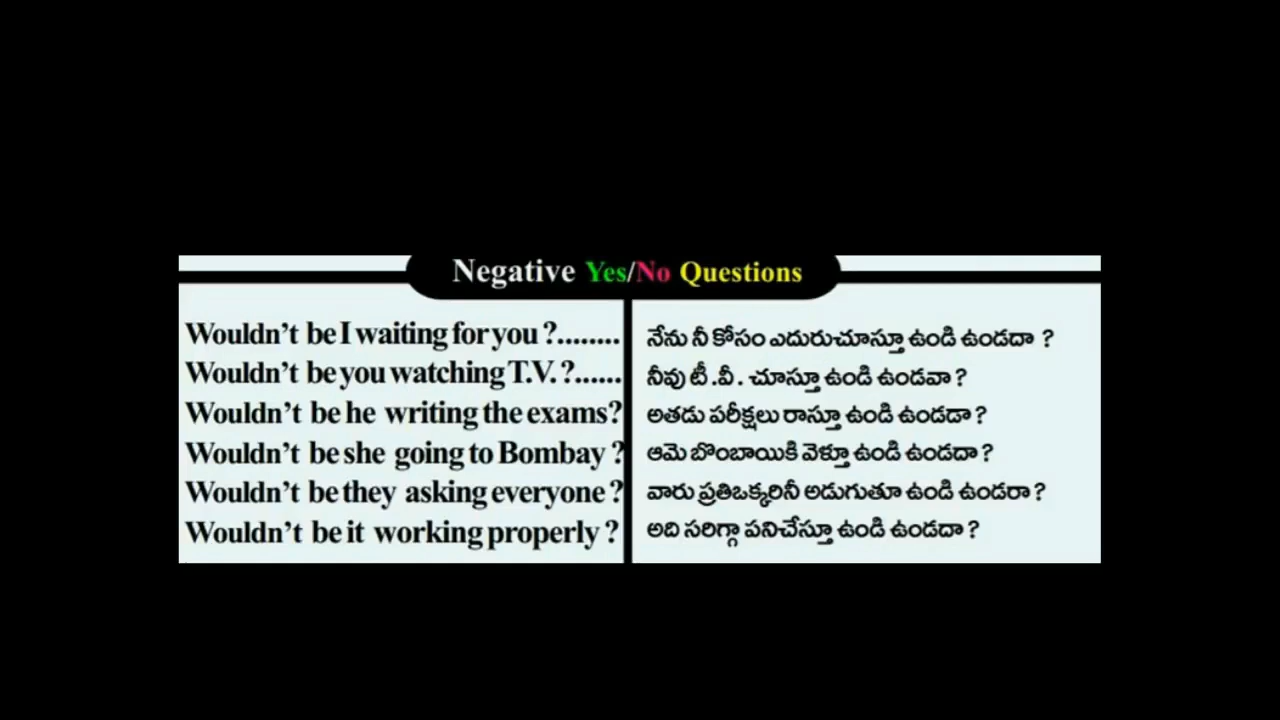 Negative Yes/No Questions
Wouldn't be I waiting for you ?........ నేను నీ కోసం ఎదురుచూస్తూ ఉండి ఉండదా ?
Wouldn't be you watching T.V. ?...... నీవు టీ .వీ . చూస్తూ ఉండి ఉండవా ?
Wouldn't be he writing the exams? అతడు పరీక్షలు రాస్తూ ఉండి ఉండడా ?
Wouldn't be she going to Bombay ? ఆమె బొంబాయికి వెళ్తూ ఉండి ఉండదా ?
Wouldn't be they asking everyone ? వారు ప్రతిఒక్కరినీ అడుగుతూ ఉండి ఉండరా ?
Wouldn't be it working properly ? అది సరిగ్గా పనిచేస్తూ ఉండి ఉండదా ?